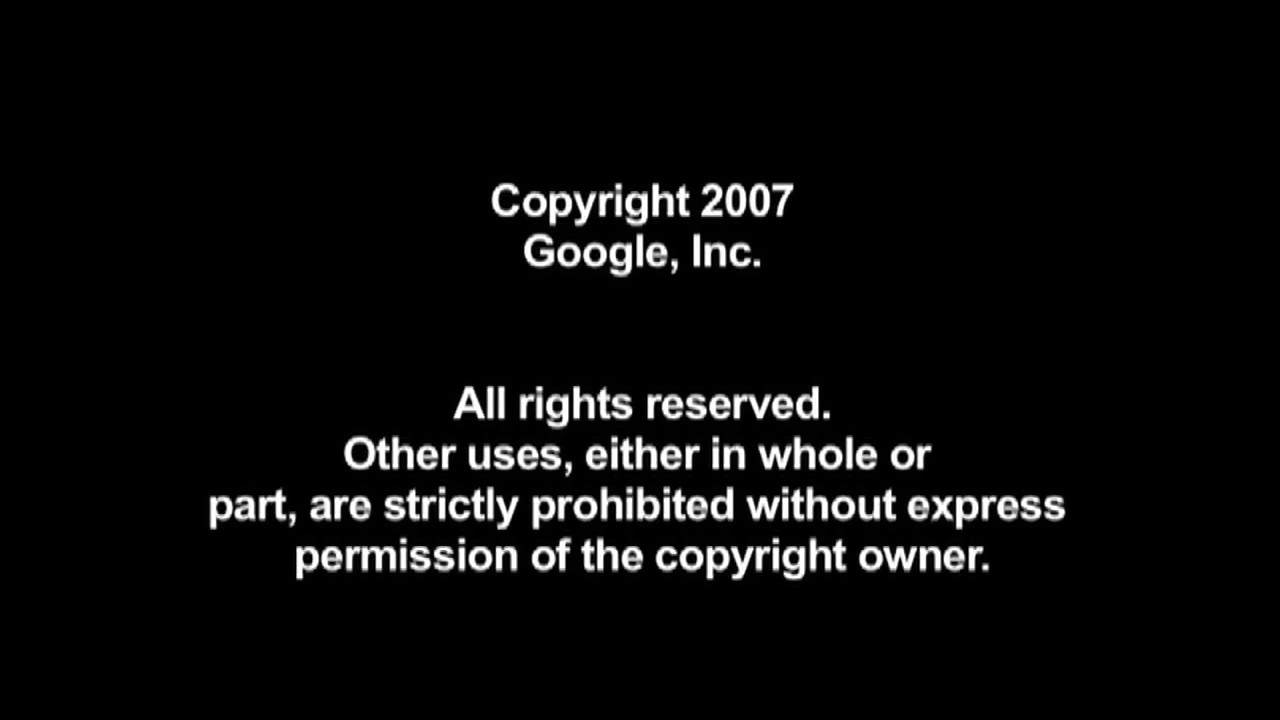 Copyright 2007
Google, Inc.
All rights reserved.
Other uses, either in whole or
part, are strictly prohibited without express
permission of the copyright owner.